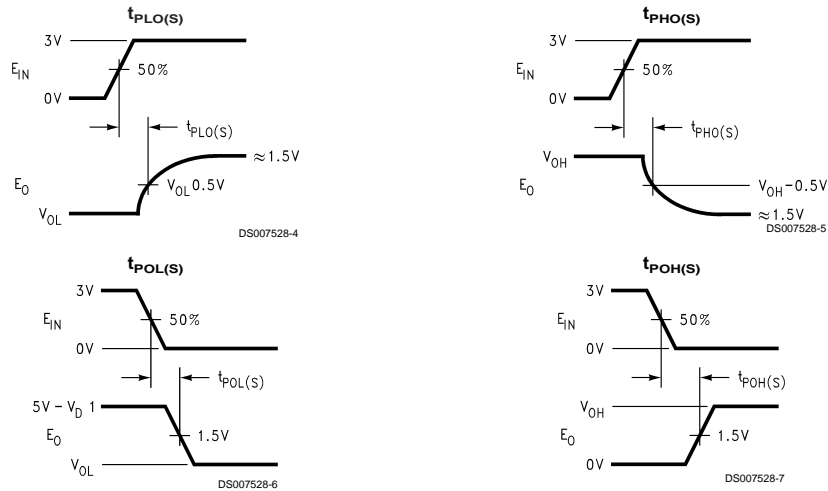 tPLO(S)
3V
EIN
50%
0V
tPLO(S)
≈1.5V
EO
VOL 0.5V
VOL
DS007528-4
tPHO(S)
3V
EIN
50%
0V
tPHO(S)
VOH
EO
VOH−0.5V
≈1.5V
DS007528-5
tPOL(S)
3V
EIN
50%
0V
tPOL(S)
5V − VD 1
EO
1.5V
VOL
DS007528-6
tPOH(S)
3V
EIN
50%
0V
tPOH(S)
VOH
EO
1.5V
0V
DS007528-7